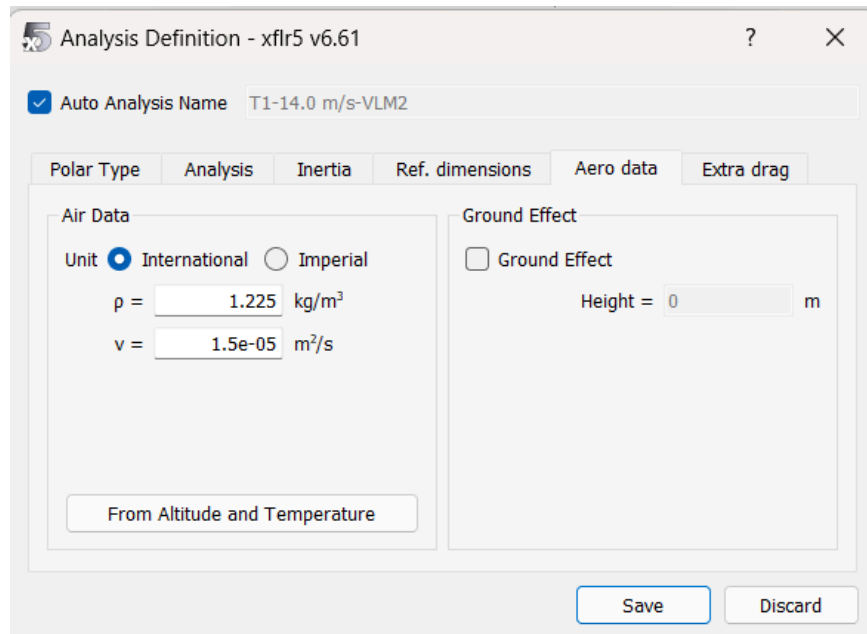 Analysis Definition - xflr5 v6.61
Auto Analysis Name T1-14.0 m/s-VLM2
Polar Type Analysis Inertia Ref. dimensions Aero data Extra drag
Air Data
Unit International Imperial
ρ = 1.225 kg/m³
ν = 1.5e-05 m²/s
From Altitude and Temperature
Ground Effect
Ground Effect
Height = 0 m
Save Discard